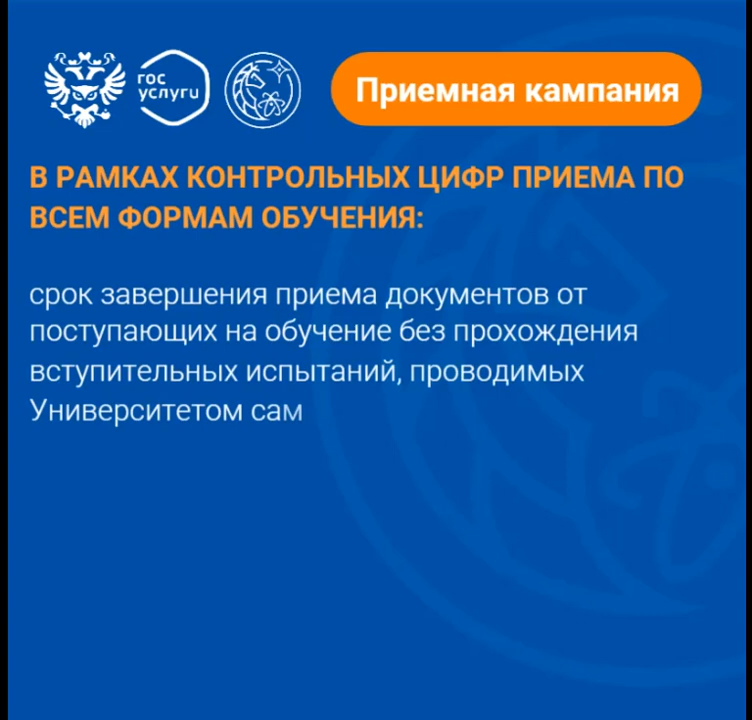 гос
услуги
Приемная кампания
В РАМКАХ КОНТРОЛЬНЫХ ЦИФР ПРИЕМА ПО
ВСЕМ ФОРМАМ ОБУЧЕНИЯ:
срок завершения приема документов от
поступающих на обучение без прохождения
вступительных испытаний, проводимых
Университетом сам